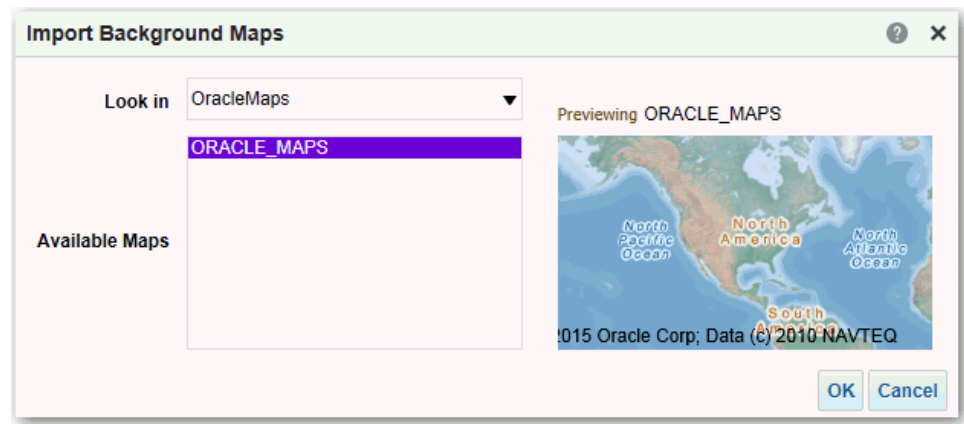 Import Background Maps
Look in
OracleMaps
Previewing ORACLE_MAPS
ORACLE_MAPS
Available Maps
North
Pacific
Ocean
North
America
North
Atlantic
Ocean
South
America
2015 Oracle Corp; Data (c) 2010 NAVTEQ
OK
Cancel